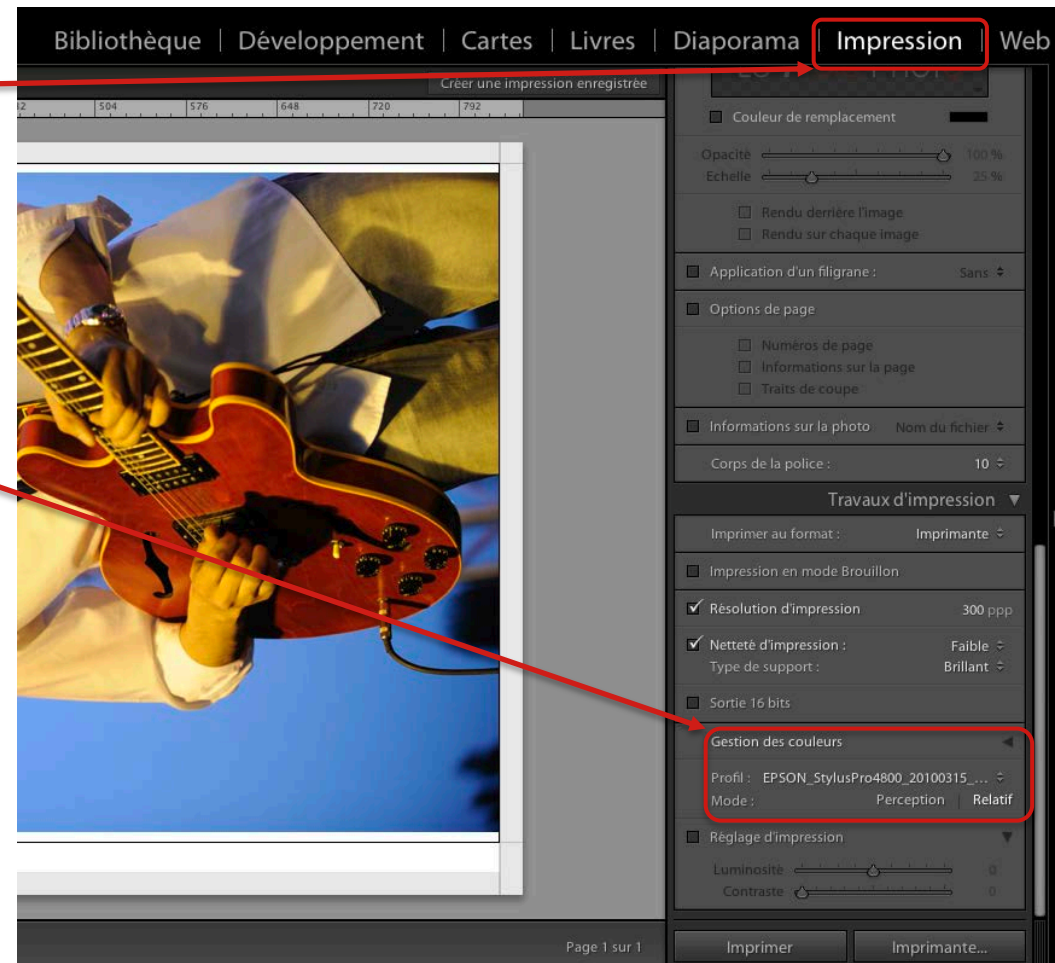 Bibliothèque | Développement | Cartes | Livres | Diaporama | Impression | Web
Créer une impression enregistrée
504 576 648 720 792
Couleur de remplacement
Opacité 100 %
Echelle 25 %
Rendu derrière l'image
Rendu sur chaque image
Application d'un filigrane : Sans
Options de page
Numéros de page
Informations sur la page
Traits de coupe
Informations sur la photo Nom du fichier
Corps de la police : 10
Travaux d'impression
Imprimer au format : Imprimante
Impression en mode Brouillon
Résolution d'impression 300 ppp
Netteté d'impression : Faible
Type de support : Brillant
Sortie 16 bits
Gestion des couleurs
Profil : EPSON_StylusPro4800_20100315_...
Mode : Perception | Relatif
Réglage d'impression
Luminosité 0
Contraste 0
Page 1 sur 1
Imprimer Imprimante...